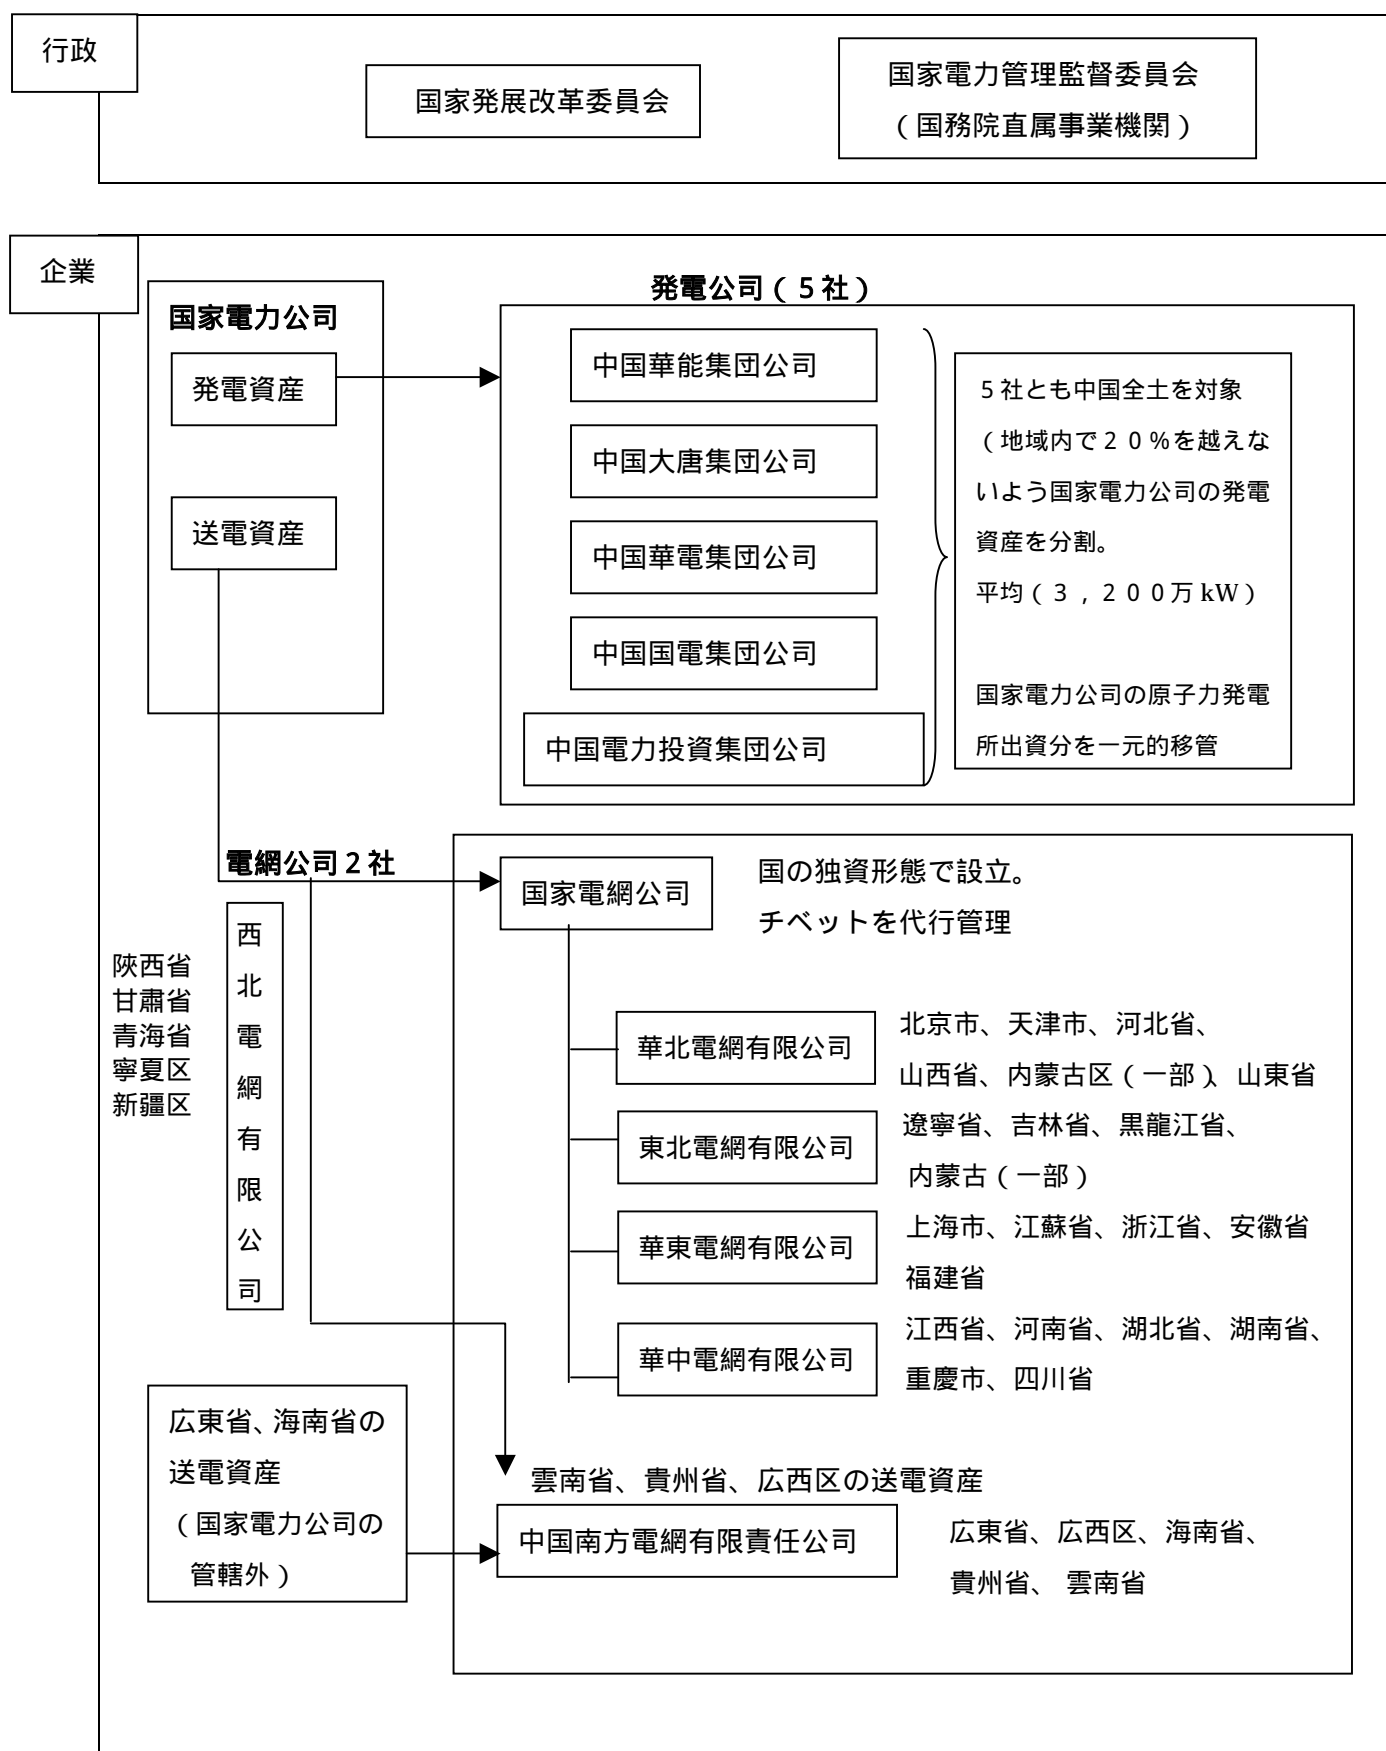 行政
国家発展改革委員会
国家電力管理監督委員会
(国務院直属事業機関)
企業
国家電力公司
発電資産
送電資産
発電公司(5社)
中国華能集団公司
中国大唐集団公司
中国華電集団公司
中国国電集団公司
中国電力投資集団公司
5社とも中国全土を対象
(地域内で20%を越えな
いよう国家電力公司の発電
資産を分割。
平均(3,200万kW)
国家電力公司の原子力発電
所出資分を一元的移管
電網公司2社
国家電網公司
国の独資形態で設立。
チベットを代行管理
西北電網有限公司
陜西省
甘粛省
青海省
寧夏区
新疆区
華北電網有限公司
北京市、天津市、河北省、
山西省、内蒙古区(一部)、山東省
東北電網有限公司
遼寧省、吉林省、黒龍江省、
内蒙古(一部)
華東電網有限公司
上海市、江蘇省、浙江省、安徽省
福建省
華中電網有限公司
江西省、河南省、湖北省、湖南省、
重慶市、四川省
広東省、海南省の
送電資産
(国家電力公司の
管轄外)
雲南省、貴州省、広西区の送電資産
中国南方電網有限責任公司
広東省、広西区、海南省、
貴州省、 雲南省